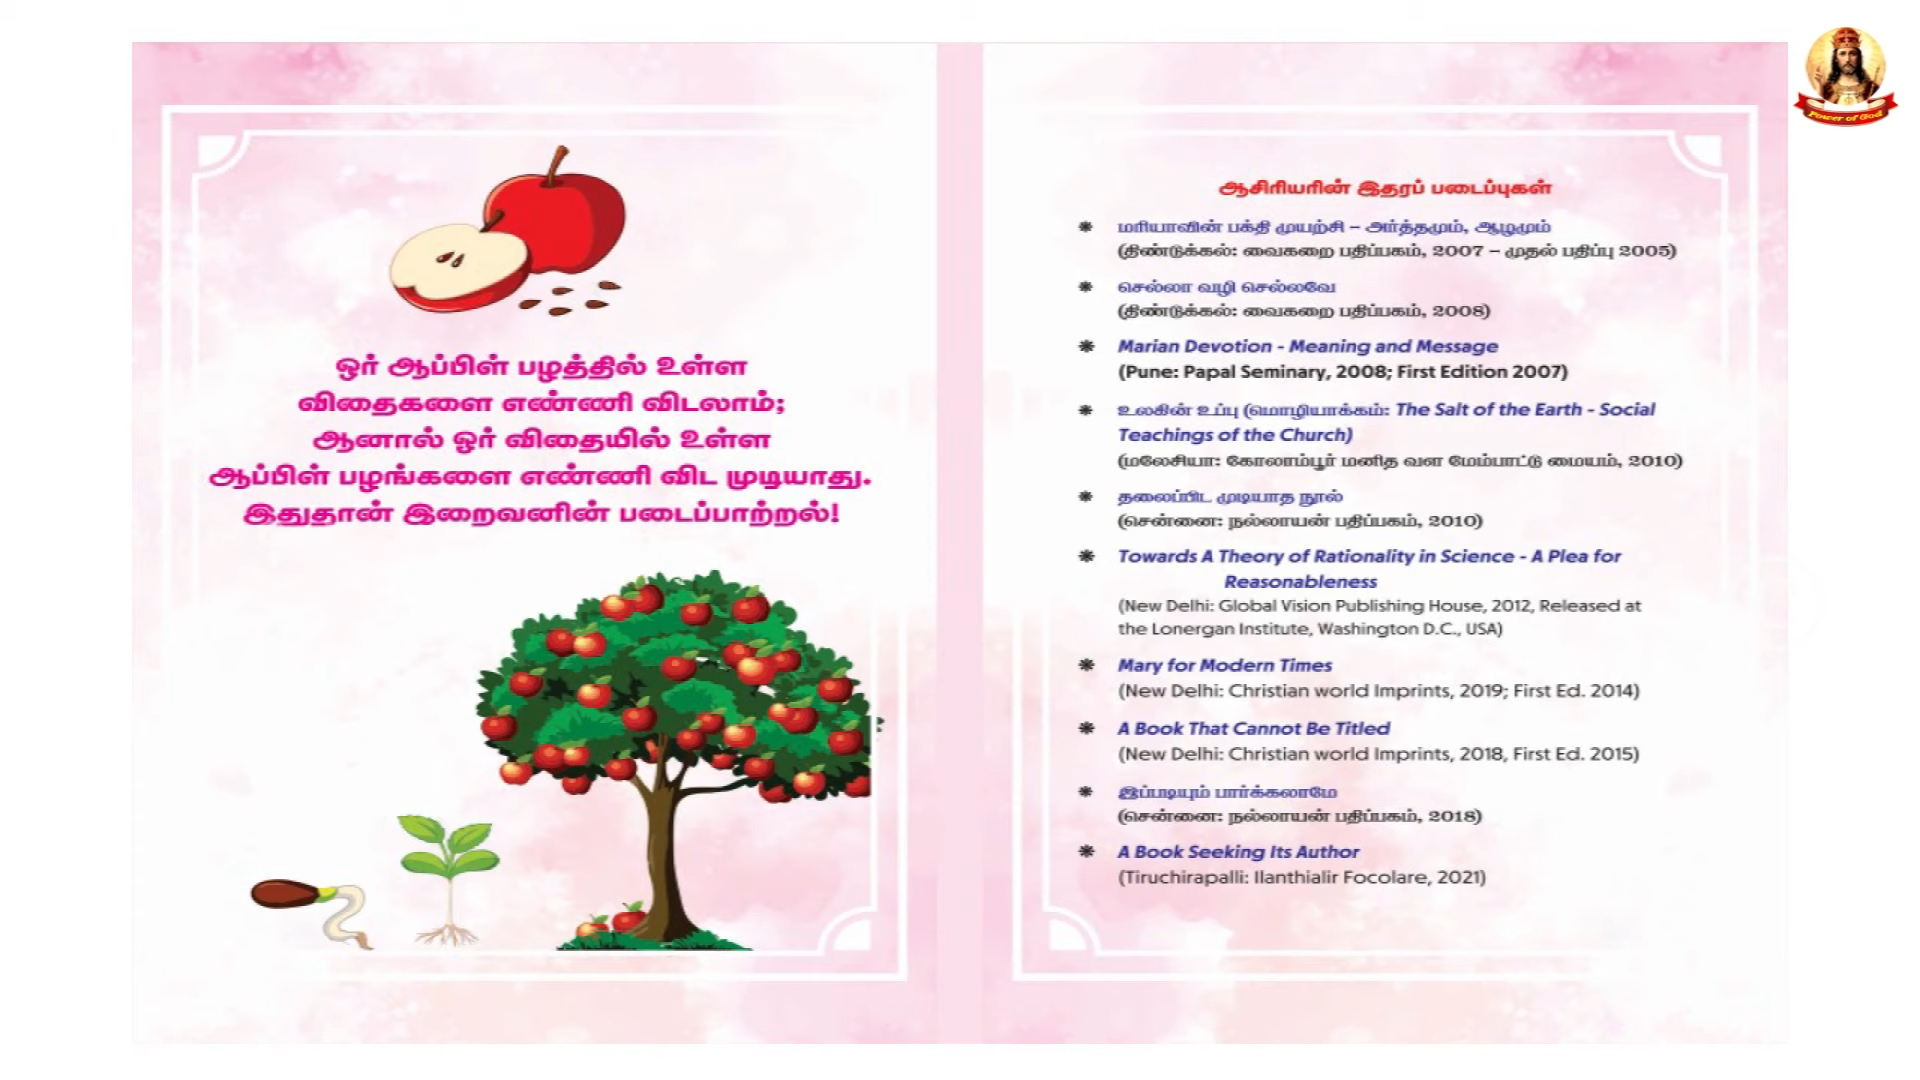 ஓர் ஆப்பிள் பழத்தில் உள்ள
விதைகளை எண்ணி விடலாம்;
ஆனால் ஓர் விதையில் உள்ள
ஆப்பிள் பழங்களை எண்ணி விட முடியாது.
இதுதான் இறைவனின் படைப்பாற்றல்!
ஆசிரியரின் இதரப் படைப்புகள்
மரியாவின் பக்தி முயற்சி – அர்த்தமும், ஆழமும்
(திண்டுக்கல்: வைகறை பதிப்பகம், 2007 – முதல் பதிப்பு 2005)
செல்லா வழி செல்லவே
(திண்டுக்கல்: வைகறை பதிப்பகம், 2008)
Marian Devotion - Meaning and Message
(Pune: Papal Seminary, 2008; First Edition 2007)
உலகின் உப்பு (மொழியாக்கம்: The Salt of the Earth - Social
Teachings of the Church)
(மலேசியா: கோலாம்பூர் மனித வள மேம்பாட்டு மையம், 2010)
தலைப்பிட முடியாத நூல்
(சென்னை: நல்லாயன் பதிப்பகம், 2010)
Towards A Theory of Rationality in Science - A Plea for
Reasonableness
(New Delhi: Global Vision Publishing House, 2012, Released at
the Lonergan Institute, Washington D.C., USA)
Mary for Modern Times
(New Delhi: Christian world Imprints, 2019; First Ed. 2014)
A Book That Cannot Be Titled
(New Delhi: Christian world Imprints, 2018, First Ed. 2015)
இப்படியும் பார்க்கலாமே
(சென்னை: நல்லாயன் பதிப்பகம், 2018)
A Book Seeking Its Author
(Tiruchirapalli: Ilanthialir Focolare, 2021)
Power of God